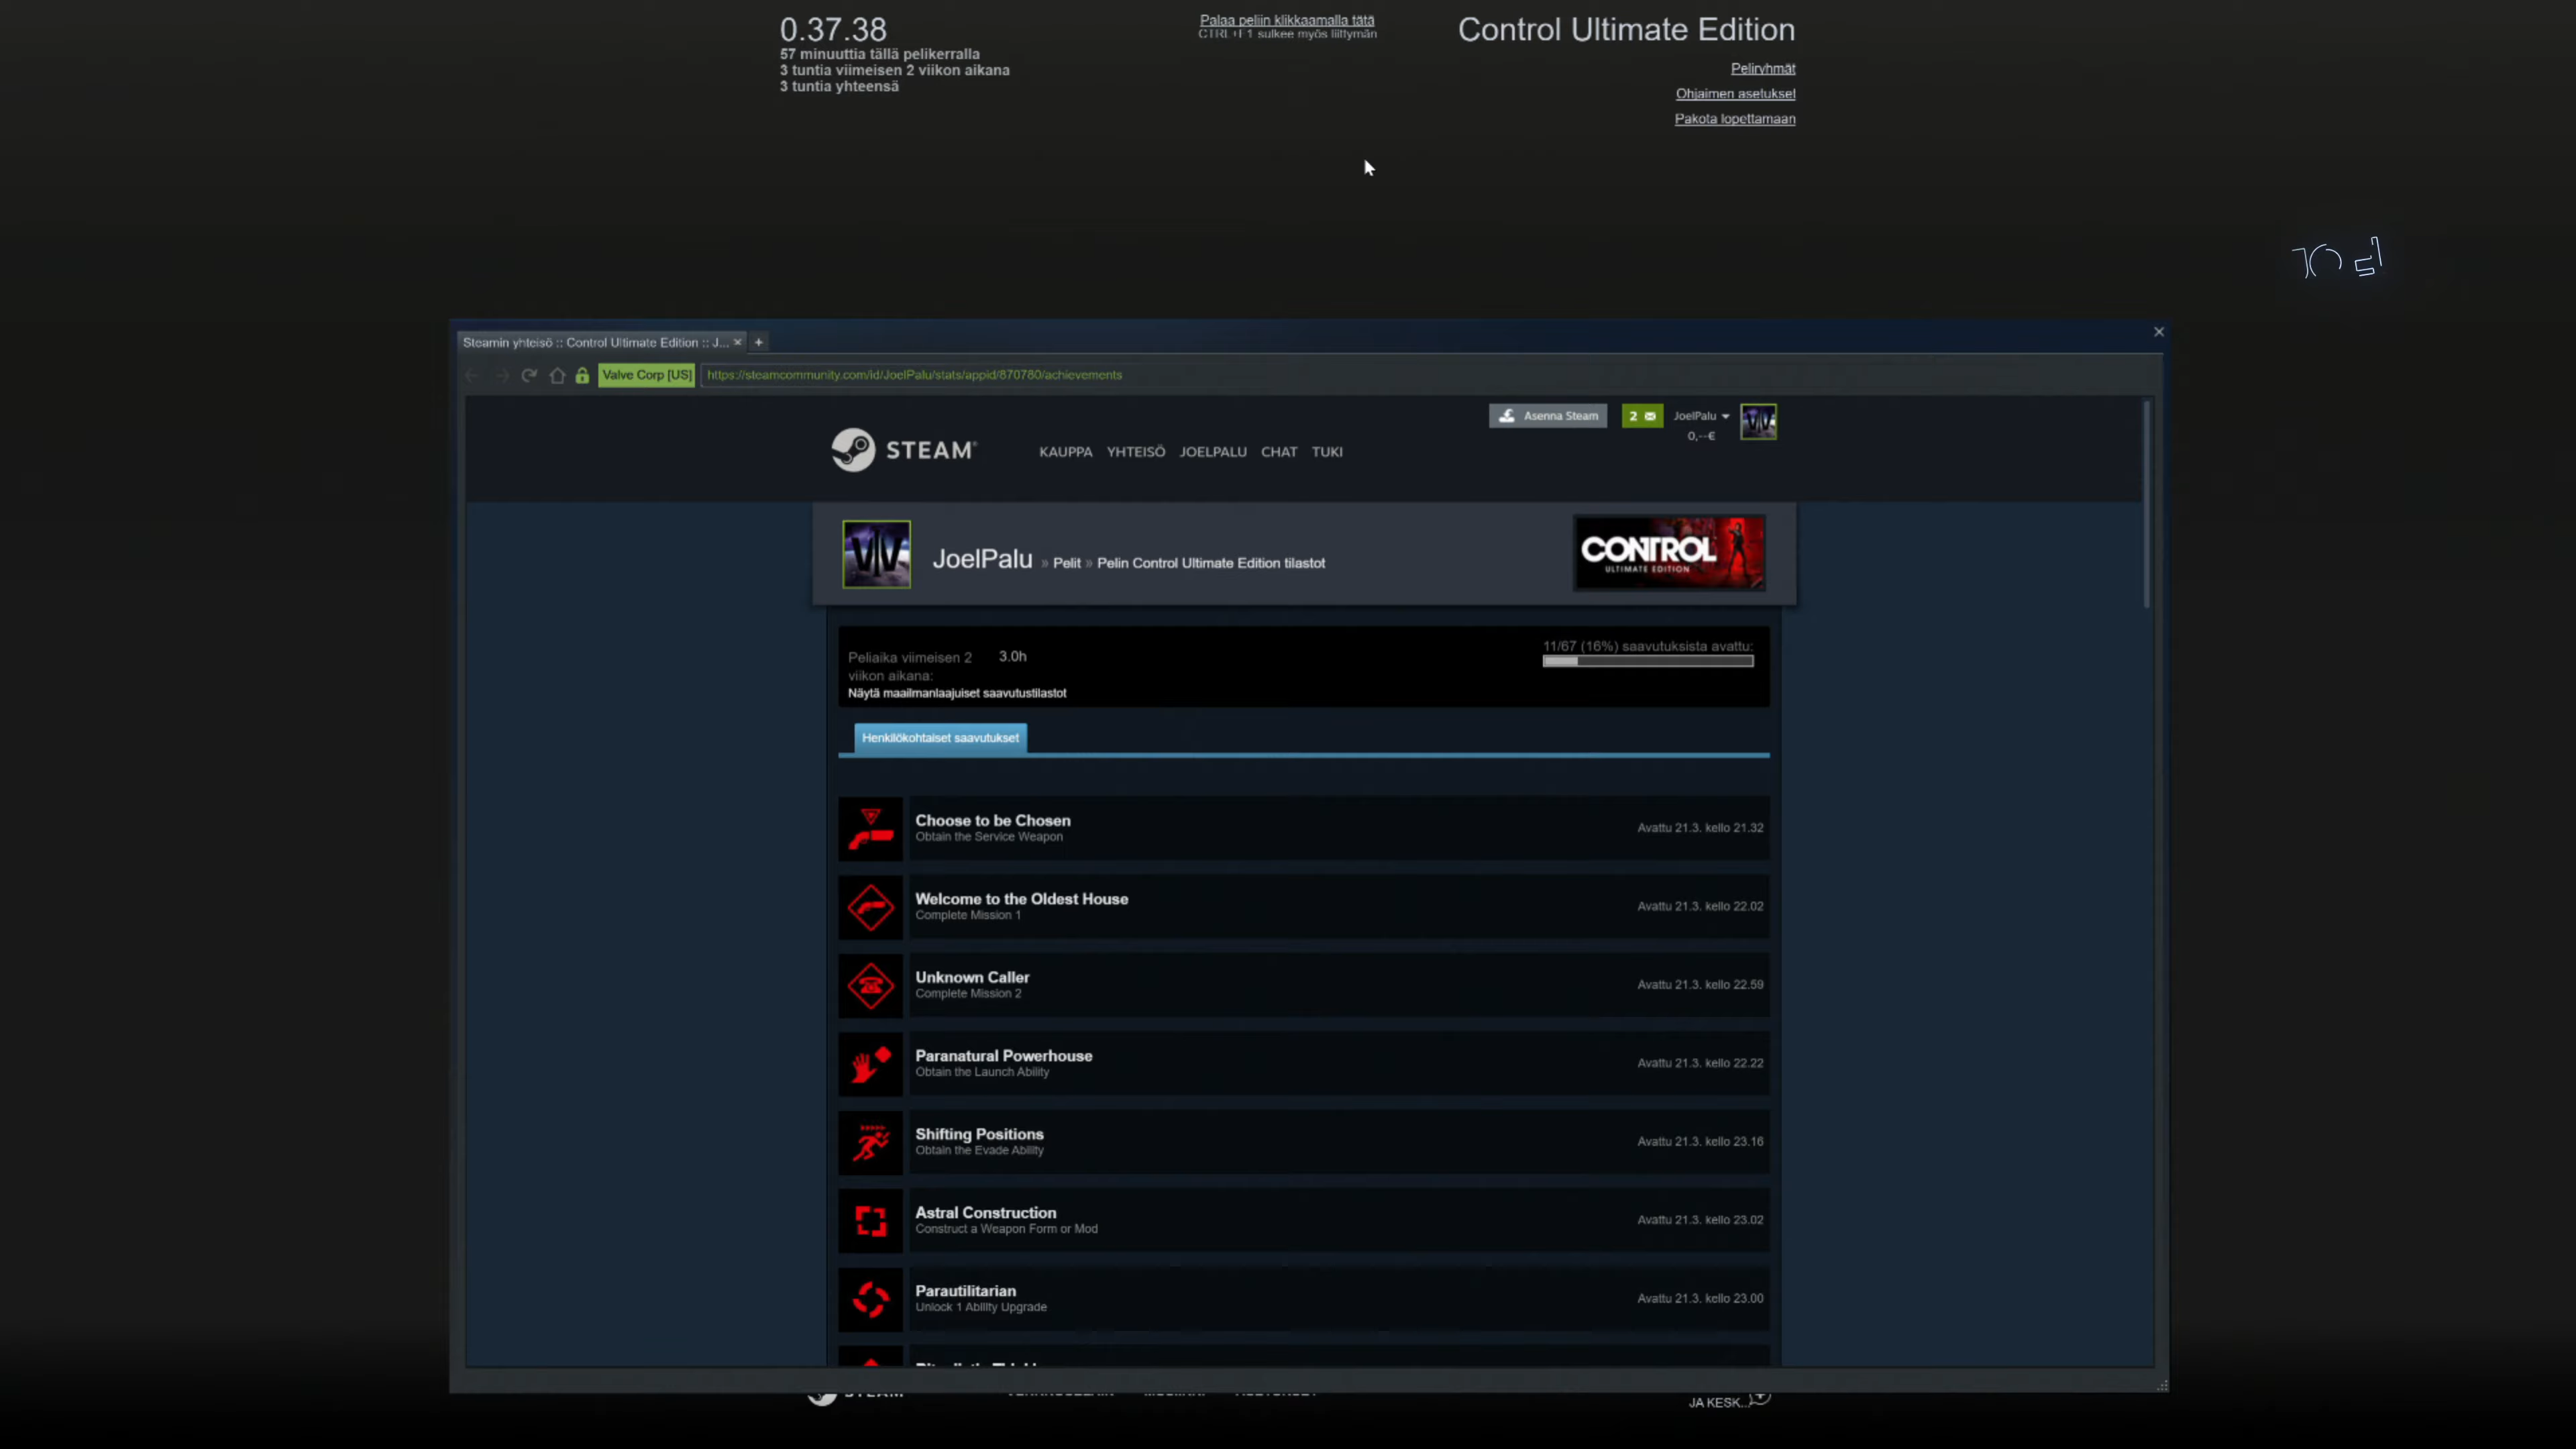 0.37.38
57 minuuttia tällä pelikerralla
3 tuntia viimeisen 2 viikon aikana
3 tuntia yhteensä
Palaa peliin klikkaamalla tätä
CTRL+F1 sulkee myös liittymän
Control Ultimate Edition
Peliryhmät
Ohjaimen asetukset
Pakota lopettamaan
Steamin yhteisö :: Control Ultimate Edition :: J...
Valve Corp [US] https://steamcommunity.com/id/JoelPalu/stats/appid/870780/achievements
Asenna Steam 2 JoelPalu
0,--€
STEAM KAUPPA YHTEISÖ JOELPALU CHAT TUKI
JoelPalu » Pelit » Pelin Control Ultimate Edition tilastot
CONTROL
ULTIMATE EDITION
Peliaika viimeisen 2 viikon aikana: 3.0h
11/67 (16%) saavutuksista avattu:
Näytä maailmanlaajuiset saavutustilastot
Henkilökohtaiset saavutukset
Choose to be Chosen
Obtain the Service Weapon
Avattu 21.3. kello 21.32
Welcome to the Oldest House
Complete Mission 1
Avattu 21.3. kello 22.02
Unknown Caller
Complete Mission 2
Avattu 21.3. kello 22.59
Paranatural Powerhouse
Obtain the Launch Ability
Avattu 21.3. kello 22.22
Shifting Positions
Obtain the Evade Ability
Avattu 21.3. kello 23.16
Astral Construction
Construct a Weapon Form or Mod
Avattu 21.3. kello 23.02
Parautilitarian
Unlock 1 Ability Upgrade
Avattu 21.3. kello 23.00
JA KESK...